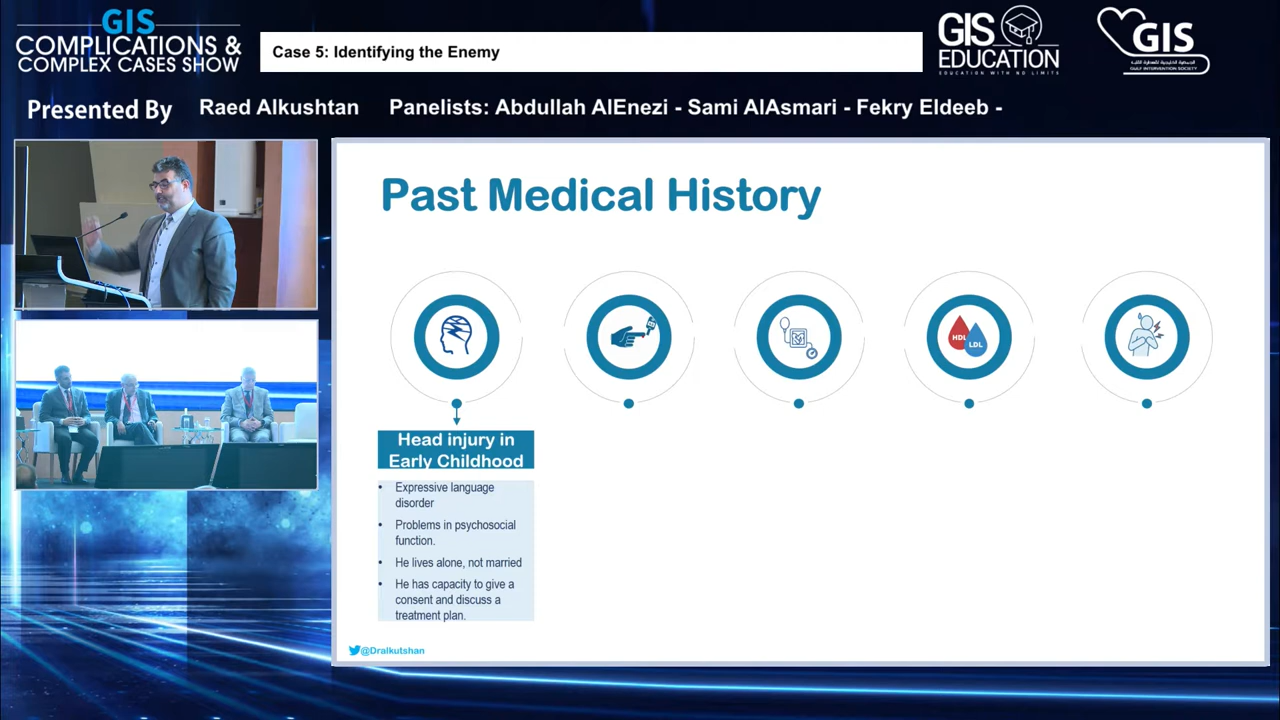 GIS
COMPLICATIONS &
COMPLEX CASES SHOW
Case 5: Identifying the Enemy
GIS
EDUCATION
EDUCATION WITH NO LIMITS
GIS
GULF INTERVENTION SOCIETY
Presented By Raed Alkushtan Panelists: Abdullah AlEnezi - Sami AlAsmari - Fekry Eldeeb -
Past Medical History
HDL
LDL
Head injury in
Early Childhood
• Expressive language
disorder
• Problems in psychosocial
function.
• He lives alone, not married
• He has capacity to give a
consent and discuss a
treatment plan.
@Dralkutshan